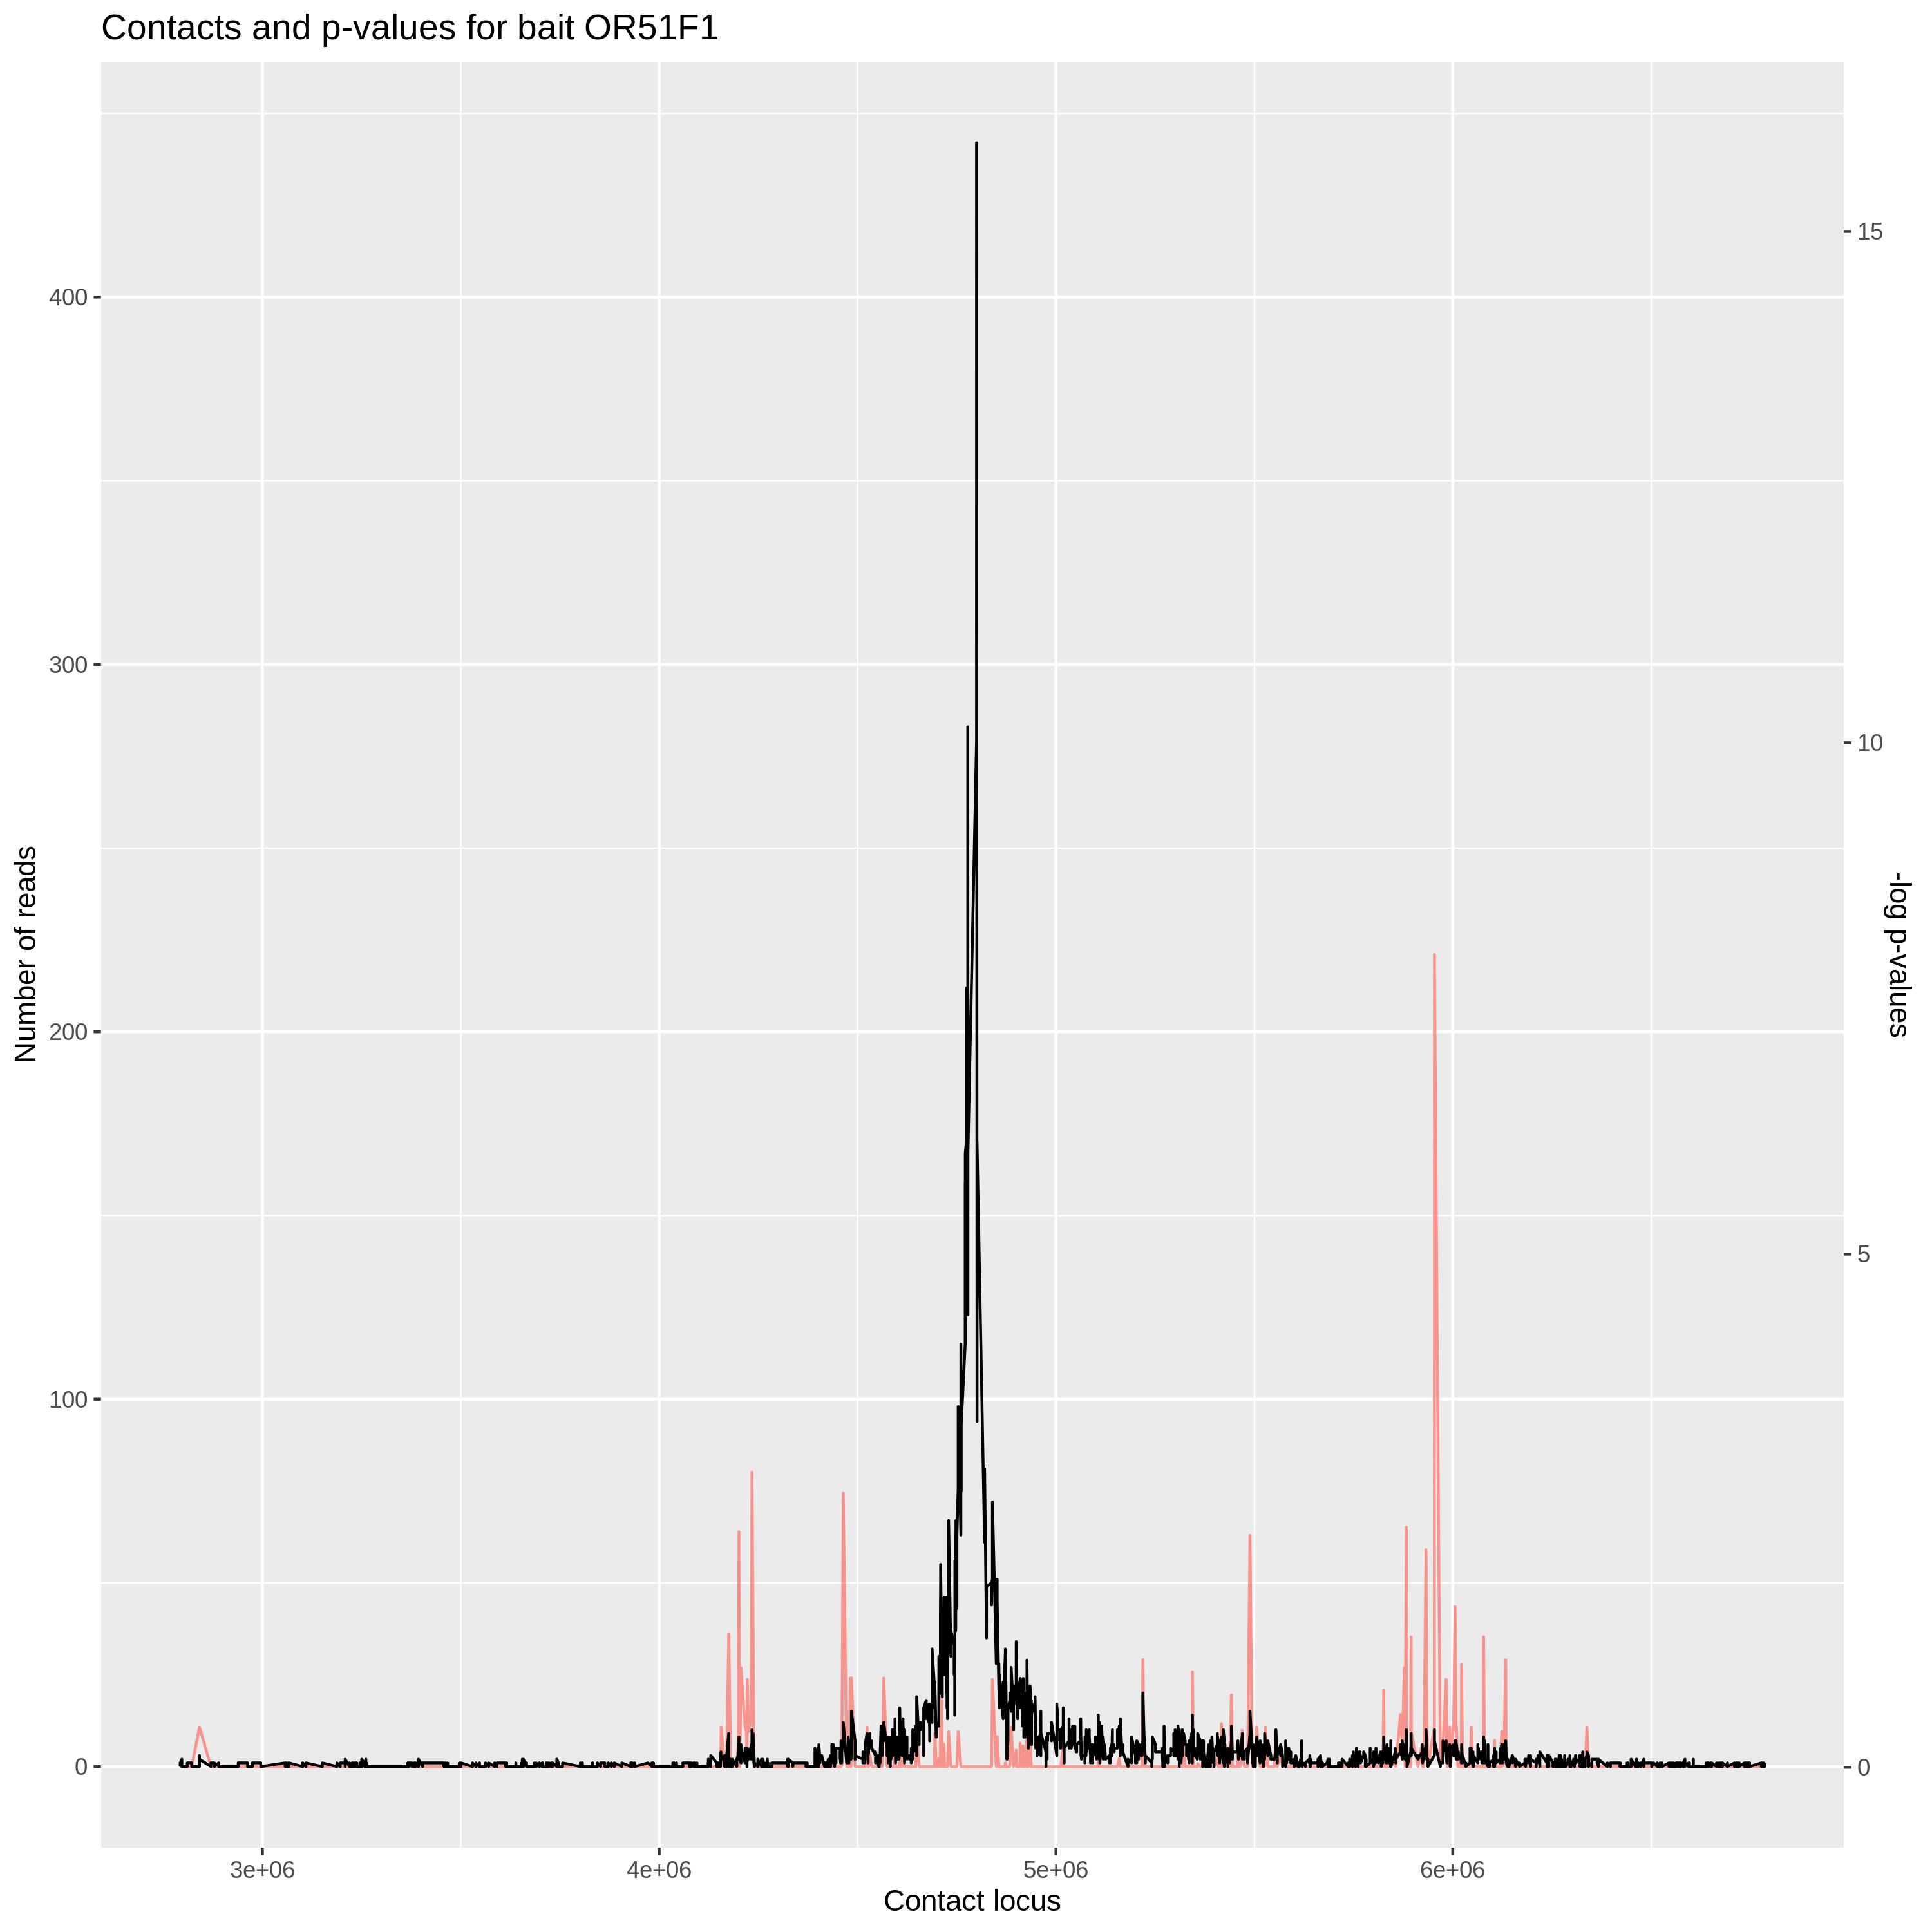 Contacts and p-values for bait OR51F1
400
300
200
100
0
Number of reads
15
10
5
0
-log p-values
3e+06
4e+06
5e+06
6e+06
Contact locus